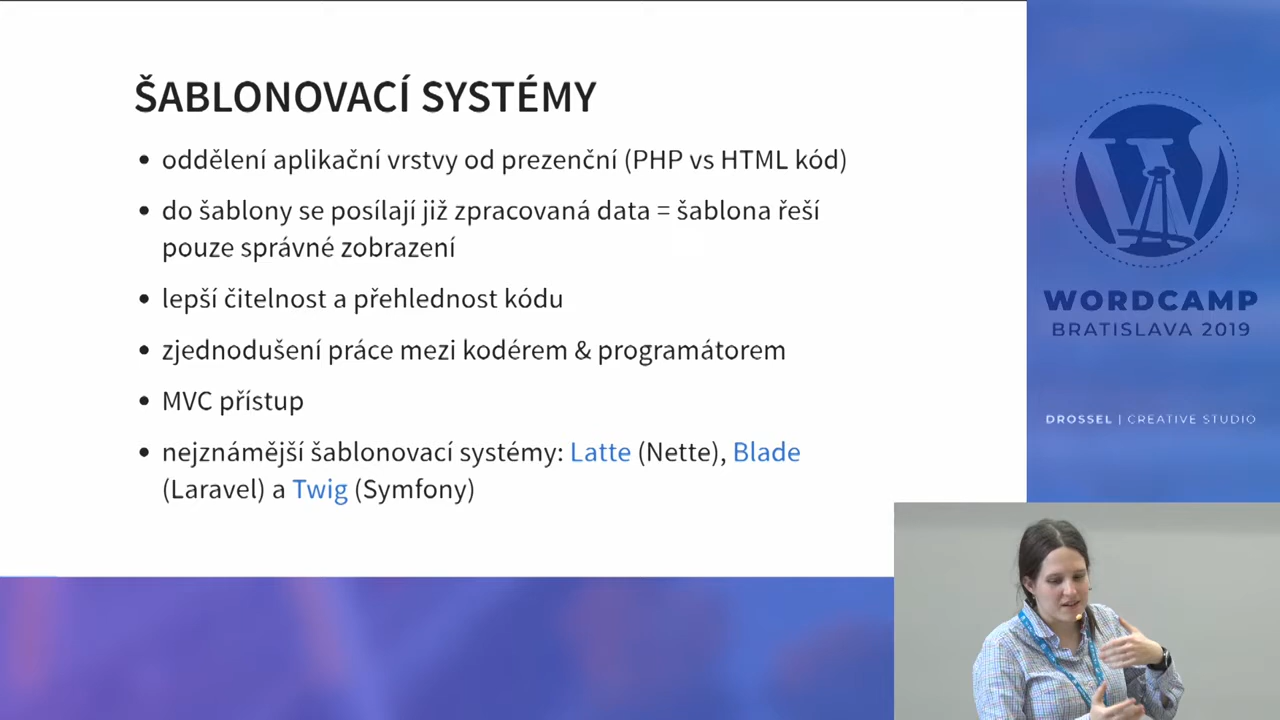 ŠABLONOVACÍ SYSTÉMY
• oddělení aplikační vrstvy od prezenční (PHP vs HTML kód)
• do šablony se posílají již zpracovaná data = šablona řeší
pouze správné zobrazení
• lepší čitelnost a přehlednost kódu
• zjednodušení práce mezi kodérem & programátorem
• MVC přístup
• nejznámější šablonovací systémy: Latte (Nette), Blade
(Laravel) a Twig (Symfony)
WORDCAMP
BRATISLAVA 2019
DROSSEL | CREATIVE STUDIO